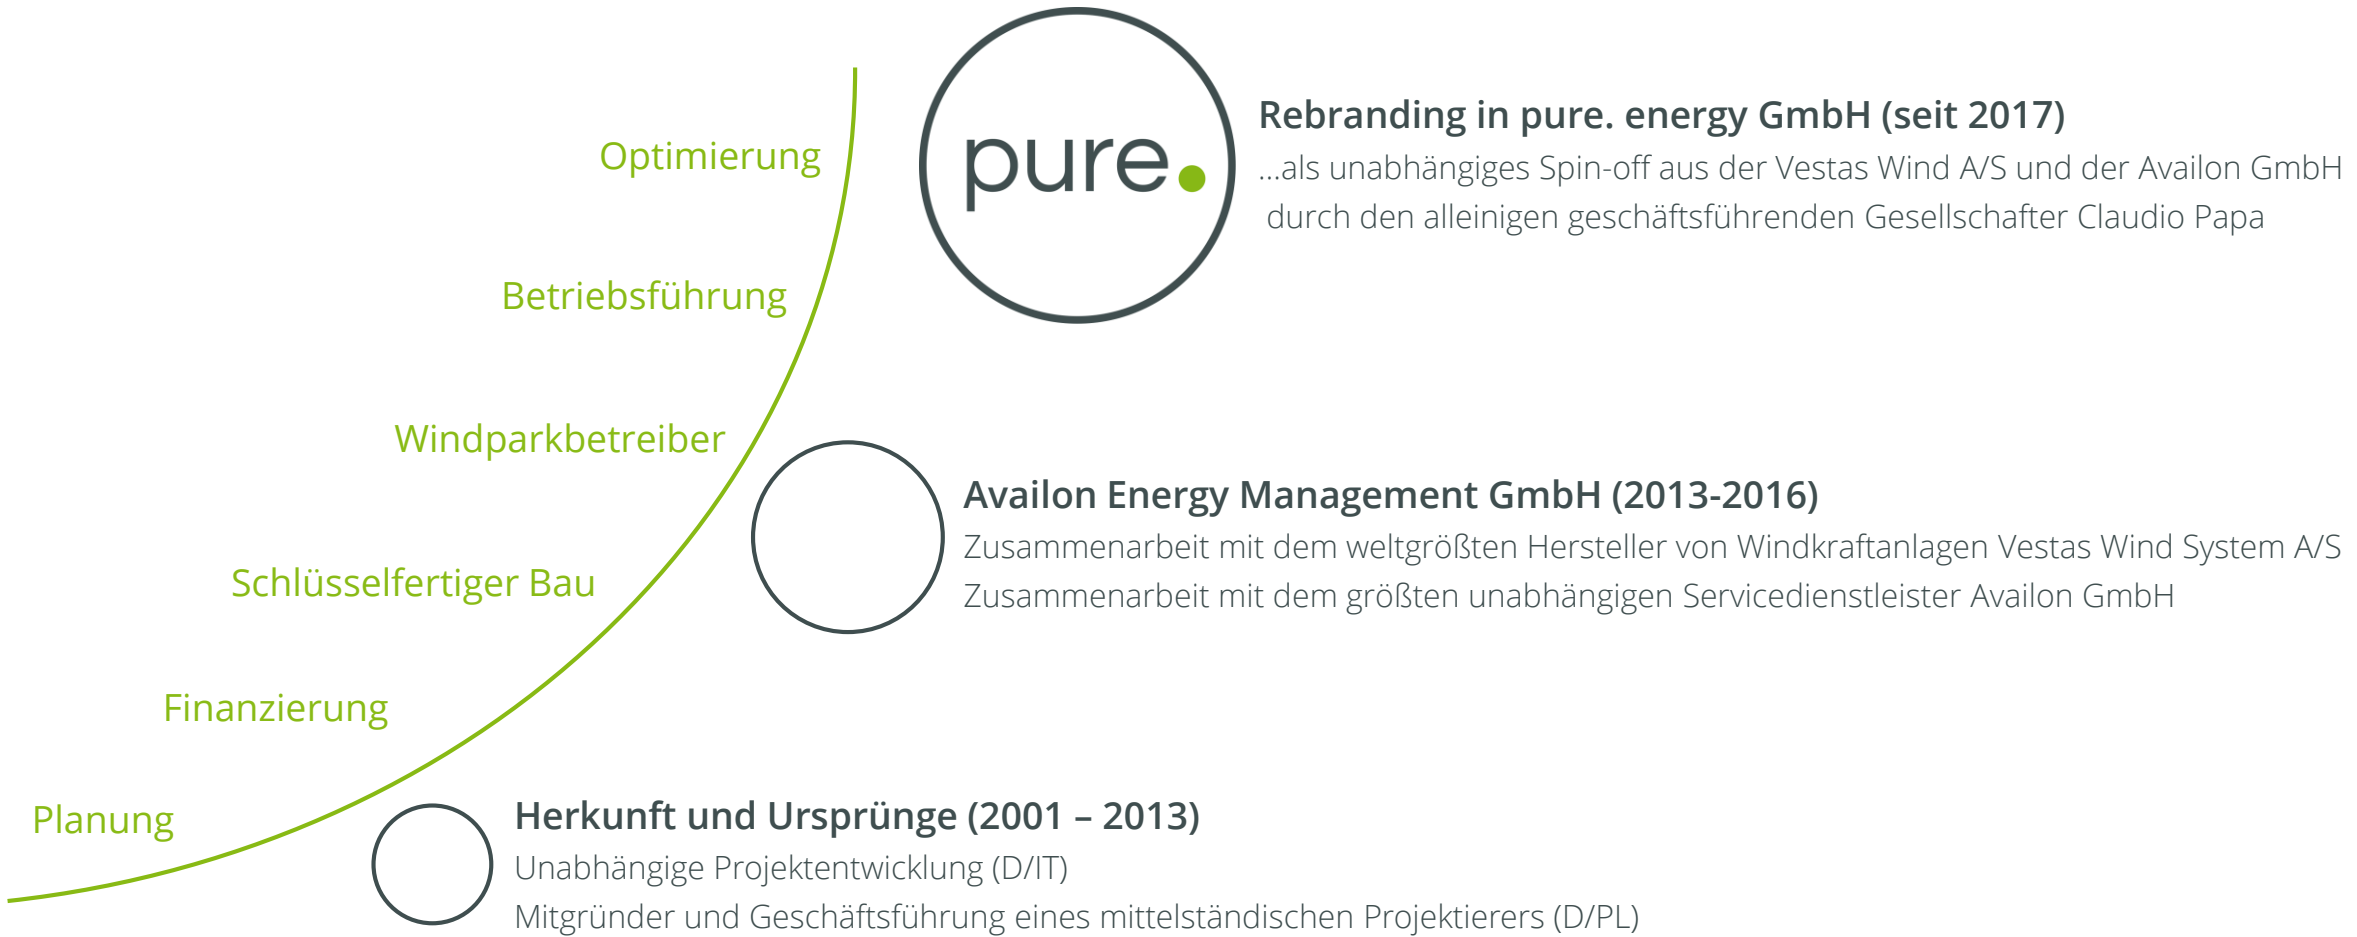 Optimierung
Betriebsführung
Windparkbetreiber
Schlüsselfertiger Bau
Finanzierung
Planung
pure.
Rebranding in pure. energy GmbH (seit 2017)
...als unabhängiges Spin-off aus der Vestas Wind A/S und der Availon GmbH
durch den alleinigen geschäftsführenden Gesellschafter Claudio Papa
Availon Energy Management GmbH (2013-2016)
Zusammenarbeit mit dem weltgrößten Hersteller von Windkraftanlagen Vestas Wind System A/S
Zusammenarbeit mit dem größten unabhängigen Servicedienstleister Availon GmbH
Herkunft und Ursprünge (2001 – 2013)
Unabhängige Projektentwicklung (D/IT)
Mitgründer und Geschäftsführung eines mittelständischen Projektierers (D/PL)